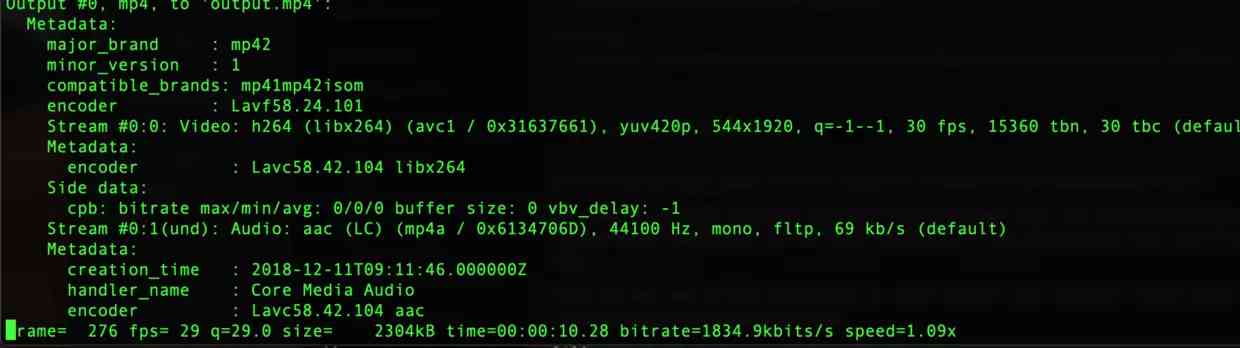 Output #0, mp4, to 'output.mp4':
Metadata:
major_brand : mp42
minor_version : 1
compatible_brands: mp41mp42isom
encoder : Lavf58.24.101
Stream #0:0: Video: h264 (libx264) (avc1 / 0x31637661), yuv420p, 544x1920, q=-1--1, 30 fps, 15360 tbn, 30 tbc (defaul
Metadata:
encoder : Lavc58.42.104 libx264
Side data:
cpb: bitrate max/min/avg: 0/0/0 buffer size: 0 vbv_delay: -1
Stream #0:1(und): Audio: aac (LC) (mp4a / 0x6134706D), 44100 Hz, mono, fltp, 69 kb/s (default)
Metadata:
creation_time : 2018-12-11T09:11:46.000000Z
handler_name : Core Media Audio
encoder : Lavc58.42.104 aac
rame= 276 fps= 29 q=29.0 size= 2304kB time=00:00:10.28 bitrate=1834.9kbits/s speed=1.09x